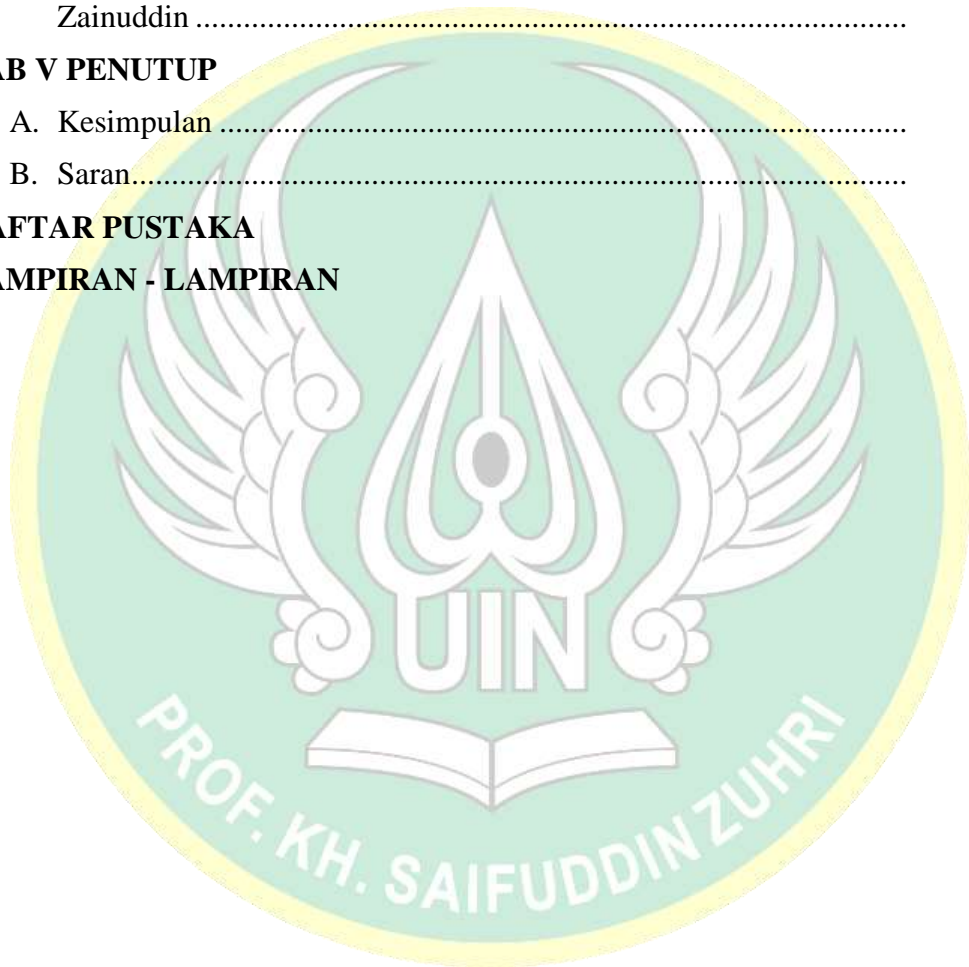 Zainuddin ...........................................................................................
AB V PENUTUP
A. Kesimpulan ........................................................................................
B. Saran...................................................................................................
AFTAR PUSTAKA
AMPIRAN - LAMPIRAN
UIN
PROF. KH. SAIFUDDIN ZUHRI